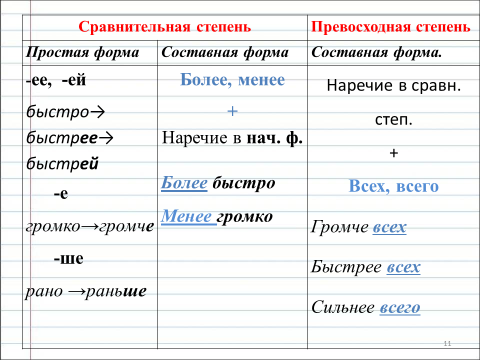 Сравнительная степень
Превосходная степень
Простая форма
Составная форма
Составная форма.
-ее, -ей
быстро→
быстрее→
быстрей
-е
громко→громче
-ше
рано →раньше
Более, менее
+
Наречие в нач. ф.
Более быстро
Менее громко
Наречие в сравн.
степ.
+
Всех, всего
Громче всех
Быстрее всех
Сильнее всего
11